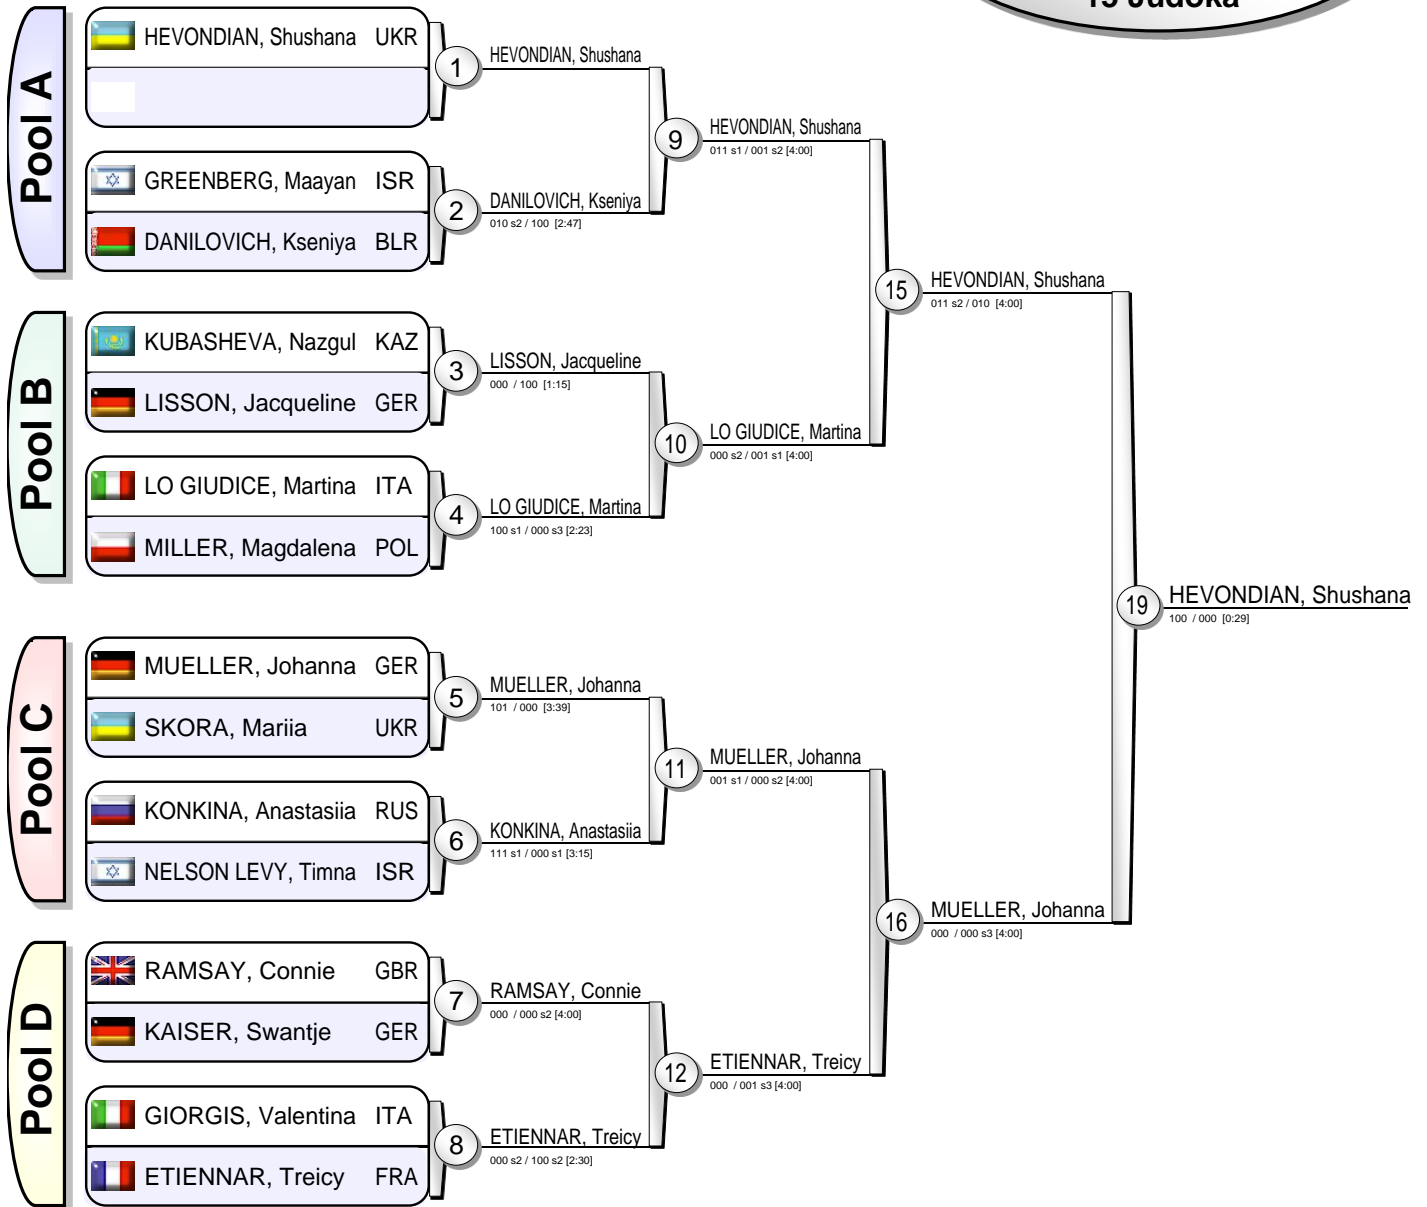 15 Judoka
Pool A
HEVONDIAN, Shushana UKR
1
HEVONDIAN, Shushana
GREENBERG, Maayan ISR
DANILOVICH, Kseniya BLR
2
DANILOVICH, Kseniya
010 s2 / 100 [2:47]
9
HEVONDIAN, Shushana
011 s1 / 001 s2 [4:00]
Pool B
KUBASHEVA, Nazgul KAZ
LISSON, Jacqueline GER
3
LISSON, Jacqueline
000 / 100 [1:15]
LO GIUDICE, Martina ITA
MILLER, Magdalena POL
4
LO GIUDICE, Martina
100 s1 / 000 s3 [2:23]
10
LO GIUDICE, Martina
000 s2 / 001 s1 [4:00]
15
HEVONDIAN, Shushana
011 s2 / 010 [4:00]
Pool C
MUELLER, Johanna GER
SKORA, Mariia UKR
5
MUELLER, Johanna
101 / 000 [3:39]
KONKINA, Anastasiia RUS
NELSON LEVY, Timna ISR
6
KONKINA, Anastasiia
111 s1 / 000 s1 [3:15]
11
MUELLER, Johanna
001 s1 / 000 s2 [4:00]
Pool D
RAMSAY, Connie GBR
KAISER, Swantje GER
7
RAMSAY, Connie
000 / 000 s2 [4:00]
GIORGIS, Valentina ITA
ETIENNAR, Treicy FRA
8
ETIENNAR, Treicy
000 s2 / 100 s2 [2:30]
12
ETIENNAR, Treicy
000 / 001 s3 [4:00]
16
MUELLER, Johanna
000 / 000 s3 [4:00]
19
HEVONDIAN, Shushana
100 / 000 [0:29]